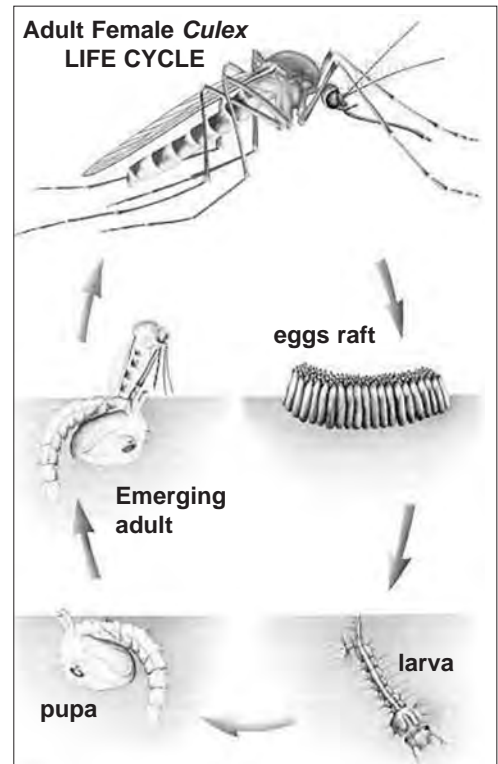 Adult Female Culex
LIFE CYCLE
eggs raft
Emerging
adult
larva
pupa